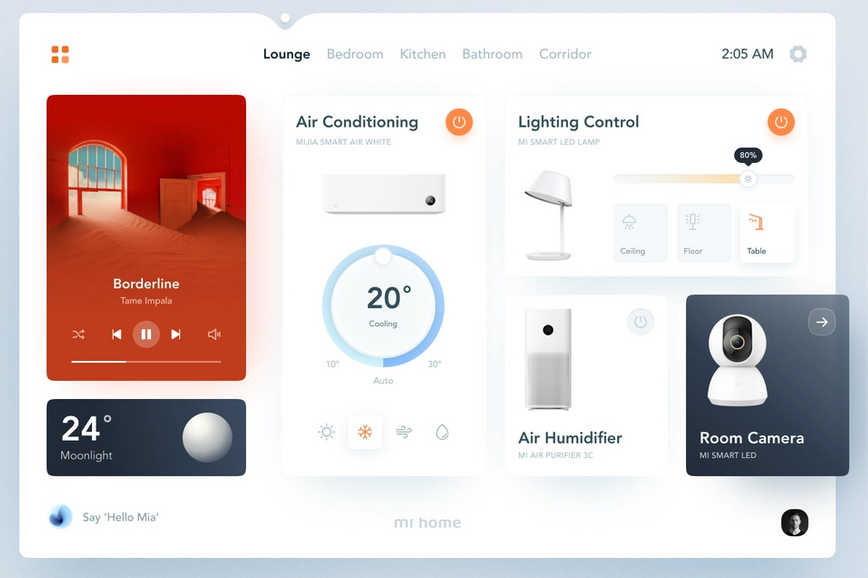 Lounge Bedroom Kitchen Bathroom Corridor
2:05 AM
Borderline
Tame Impala
24°
Moonlight
Say ‘Hello Mia’
Air Conditioning
MIJIA SMART AIR WHITE
20°
Cooling
10° 30°
Auto
Lighting Control
MI SMART LED LAMP
80%
Ceiling Floor Table
Air Humidifier
MI AIR PURIFIER 3C
Room Camera
MI SMART LED
mi home